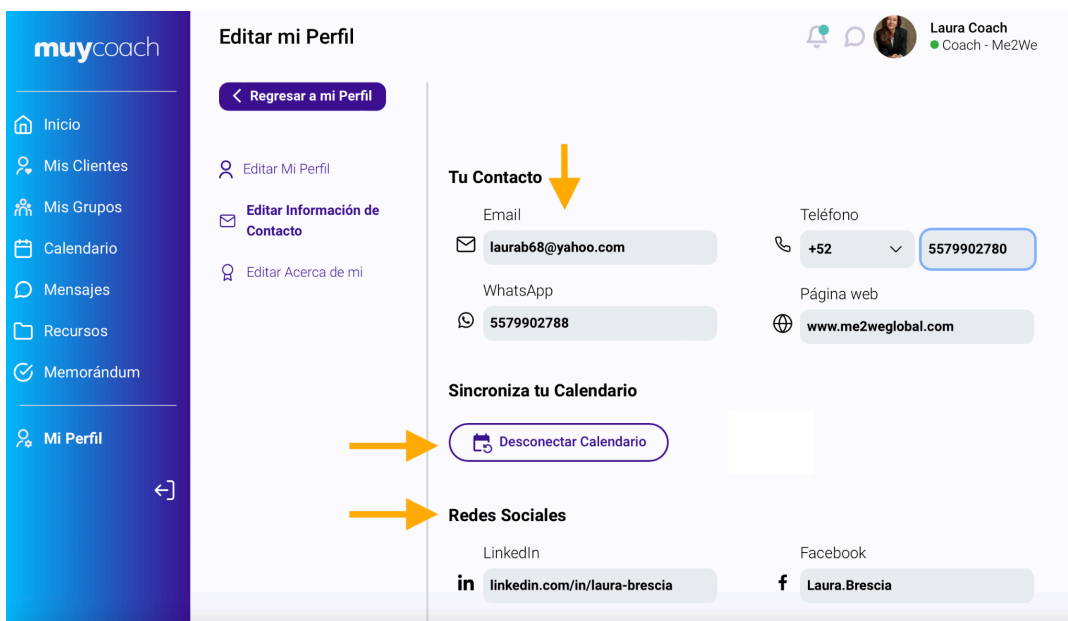 muycoach
Inicio
Mis Clientes
Mis Grupos
Calendario
Mensajes
Recursos
Memorándum
Mi Perfil
Editar mi Perfil
Laura Coach
Coach - Me2We
Regresar a mi Perfil
Editar Mi Perfil
Editar Información de
Contacto
Editar Acerca de mi
Tu Contacto
Email
laurab68@yahoo.com
Teléfono
+52
5579902780
WhatsApp
5579902788
Página web
www.me2weglobal.com
Sincroniza tu Calendario
Desconectar Calendario
Redes Sociales
LinkedIn
in
linkedin.com/in/laura-brescia
Facebook
f
Laura.Brescia